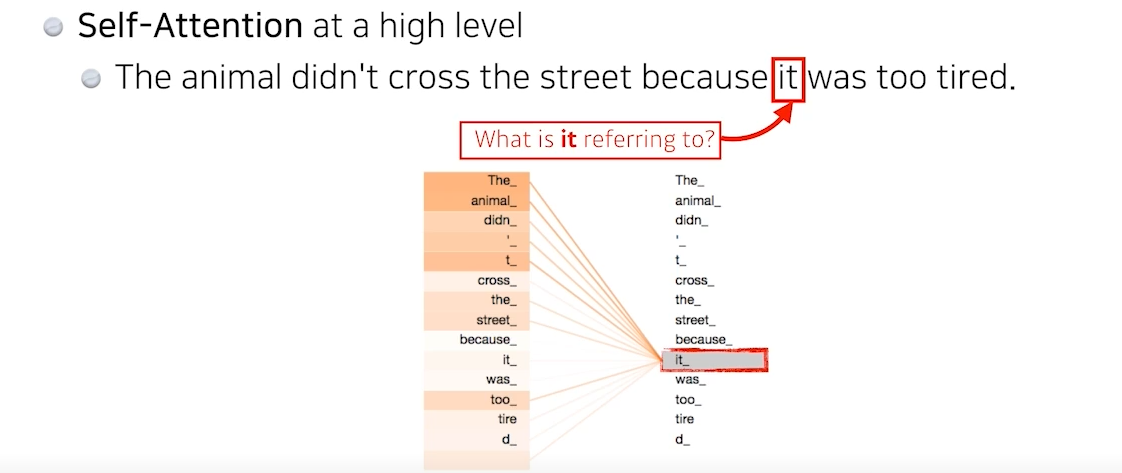 Self-Attention at a high level
The animal didn't cross the street because it was too tired.
What is it referring to?
The_
animal_
didn_
'_
t_
cross_
the_
street_
because_
it_
was_
too_
tire
d_
The_
animal_
didn_
'_
t_
cross_
the_
street_
because_
it_
was_
too_
tire
d_